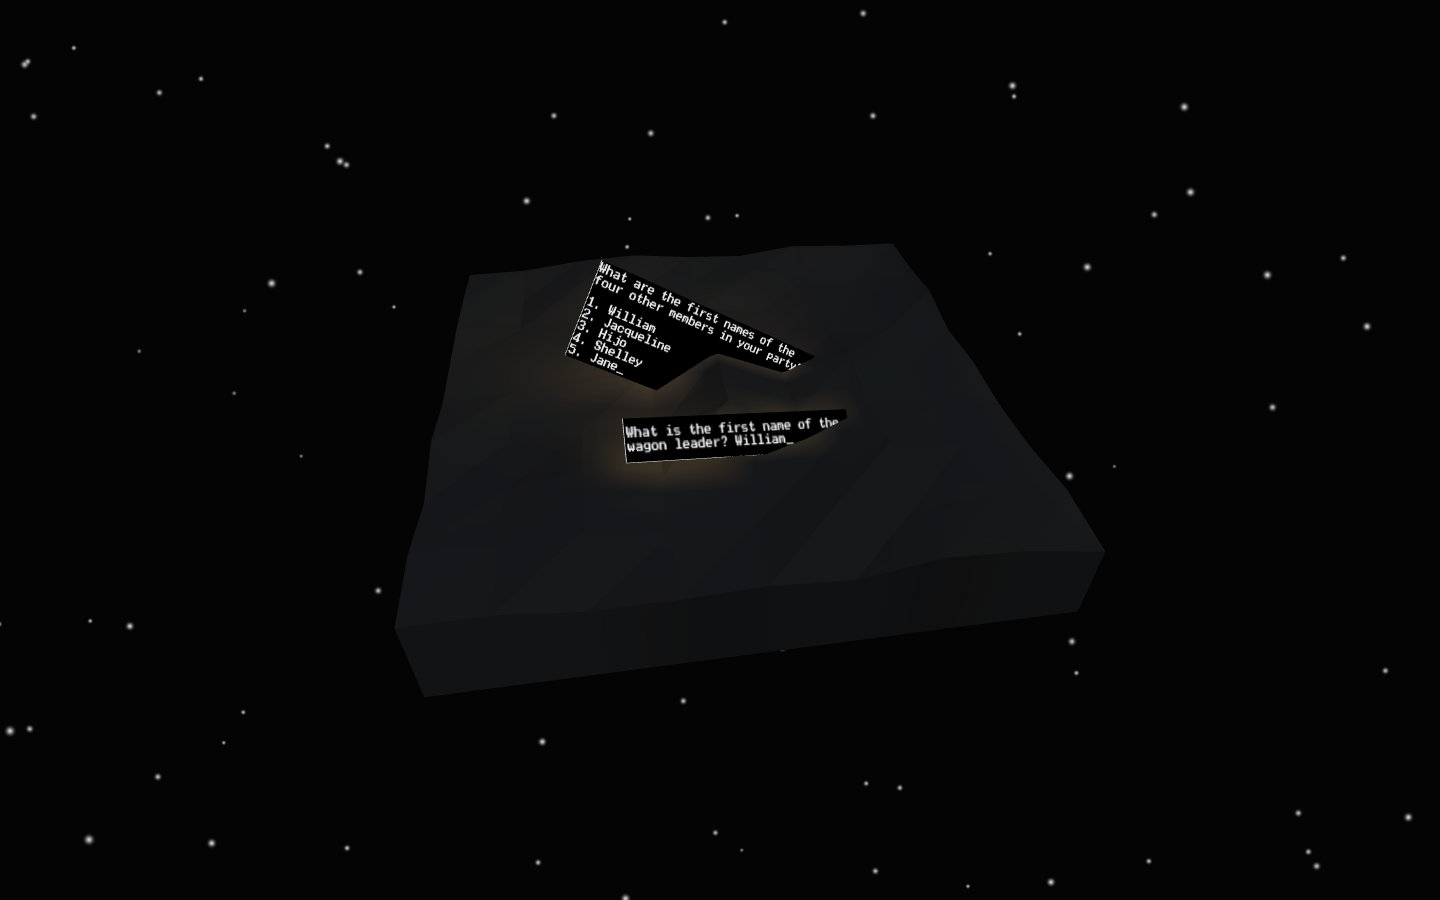 What are the first names of the
four other members in your party
1. William
2. Jacqueline
3. Hijo
4. Shelley
5. Jane_
What is the first name of the
wagon leader? William_